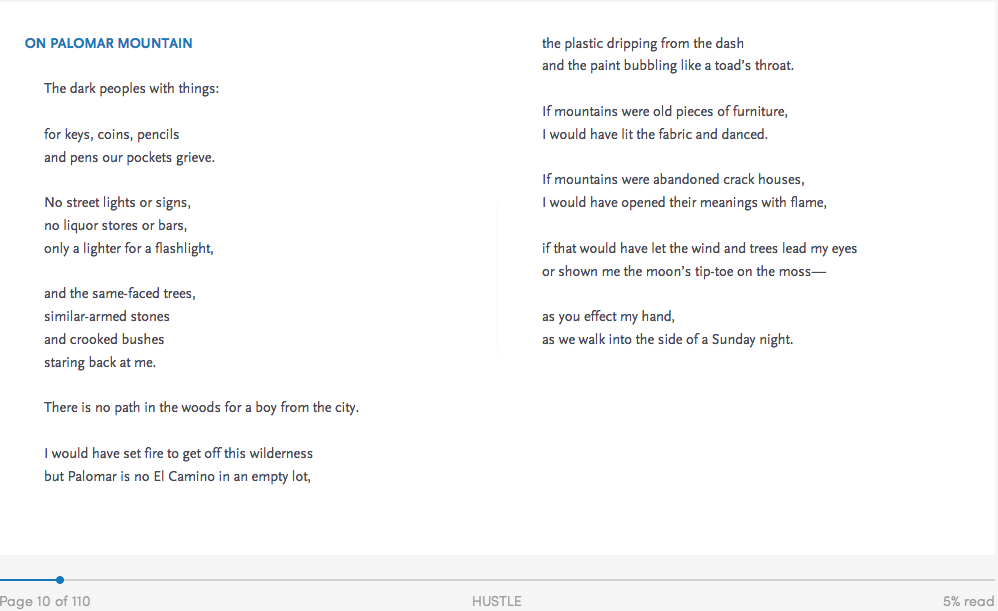 ON PALOMAR MOUNTAIN
The dark peoples with things:
for keys, coins, pencils
and pens our pockets grieve.
No street lights or signs,
no liquor stores or bars,
only a lighter for a flashlight,
and the same-faced trees,
similar-armed stones
and crooked bushes
staring back at me.
There is no path in the woods for a boy from the city.
I would have set fire to get off this wilderness
but Palomar is no El Camino in an empty lot,
the plastic dripping from the dash
and the paint bubbling like a toad's throat.
If mountains were old pieces of furniture,
I would have lit the fabric and danced.
If mountains were abandoned crack houses,
I would have opened their meanings with flame,
if that would have let the wind and trees lead my eyes
or shown me the moon's tip-toe on the moss—
as you effect my hand,
as we walk into the side of a Sunday night.
Page 10 of 110
HUSTLE
5% read